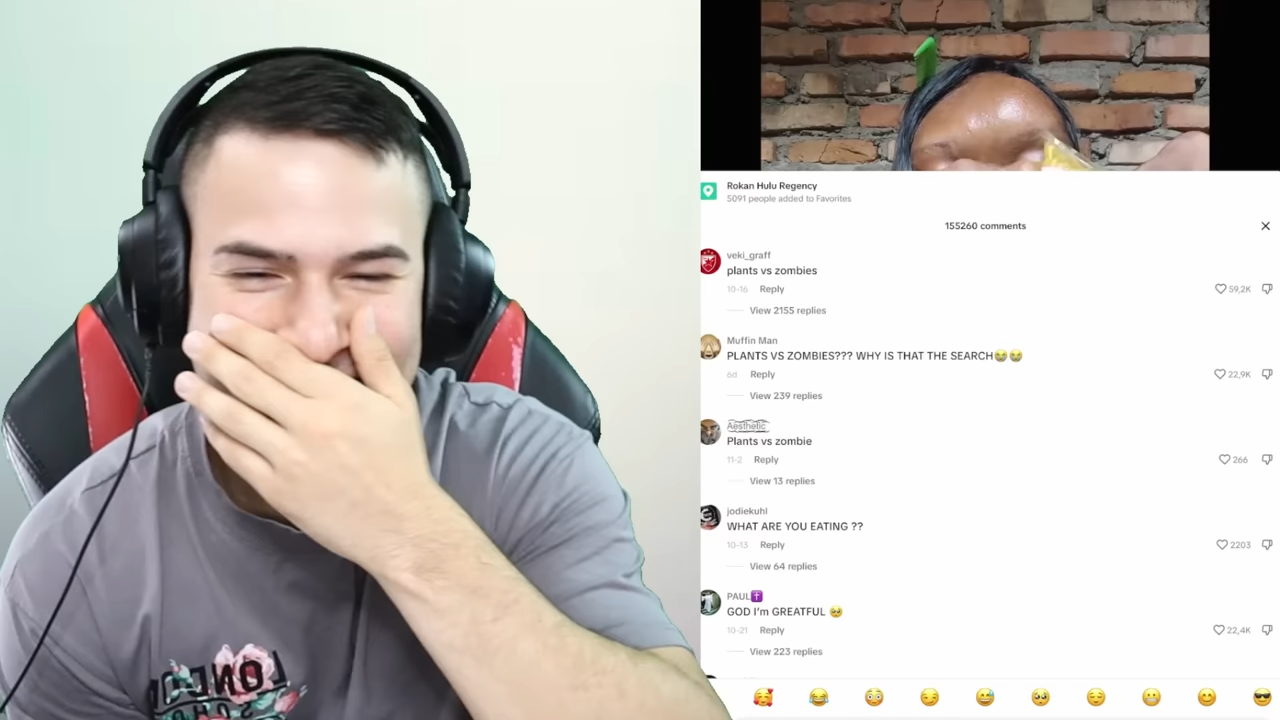 Rokan Hulu Regency
5091 people added to Favorites
155260 comments
veki_graff
plants vs zombies
10-16 Reply
59,2K
View 2155 replies
Muffin Man
PLANTS VS ZOMBIES??? WHY IS THAT THE SEARCH😭😭
6d Reply
22,9K
View 239 replies
Aesthetic
Plants vs zombie
11-2 Reply
266
View 13 replies
jodiekuhl
WHAT ARE YOU EATING ??
10-13 Reply
2203
View 64 replies
PAUL✝️
GOD I'm GREATFUL 🥹
10-21 Reply
22,4K
View 223 replies
LONDON